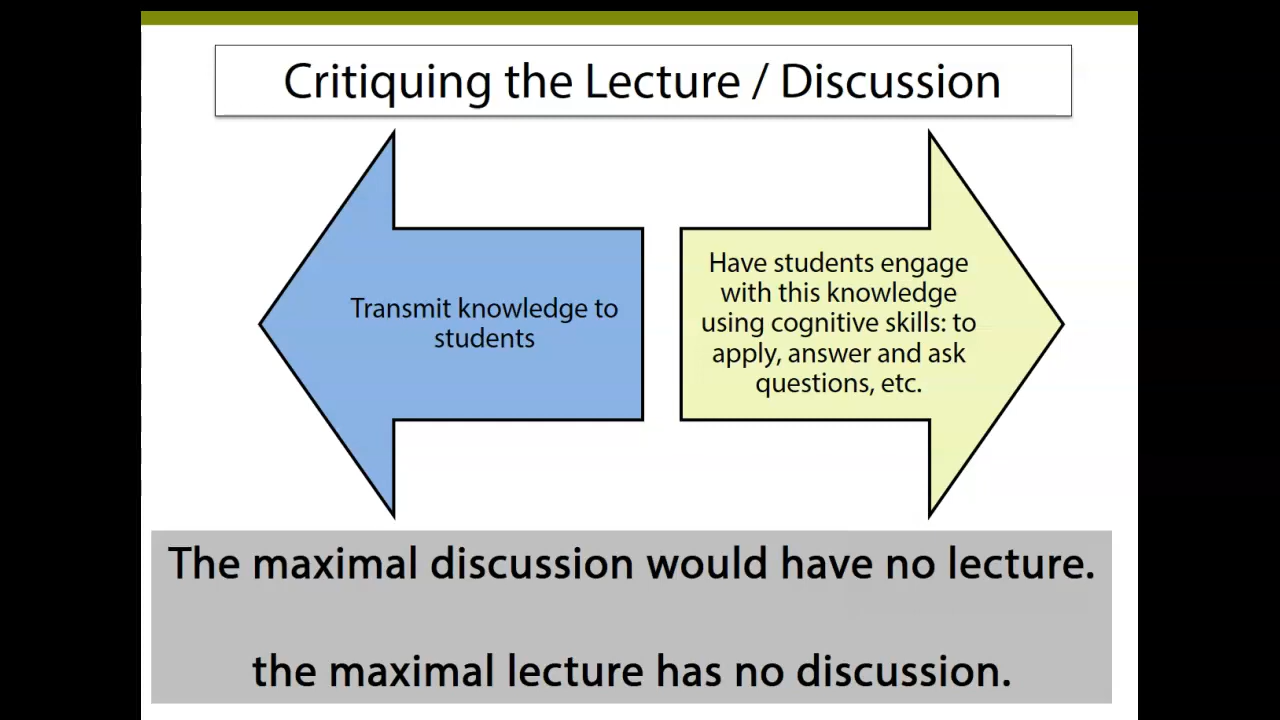 Critiquing the Lecture / Discussion
Transmit knowledge to
students
Have students engage
with this knowledge
using cognitive skills: to
apply, answer and ask
questions, etc.
The maximal discussion would have no lecture.
the maximal lecture has no discussion.